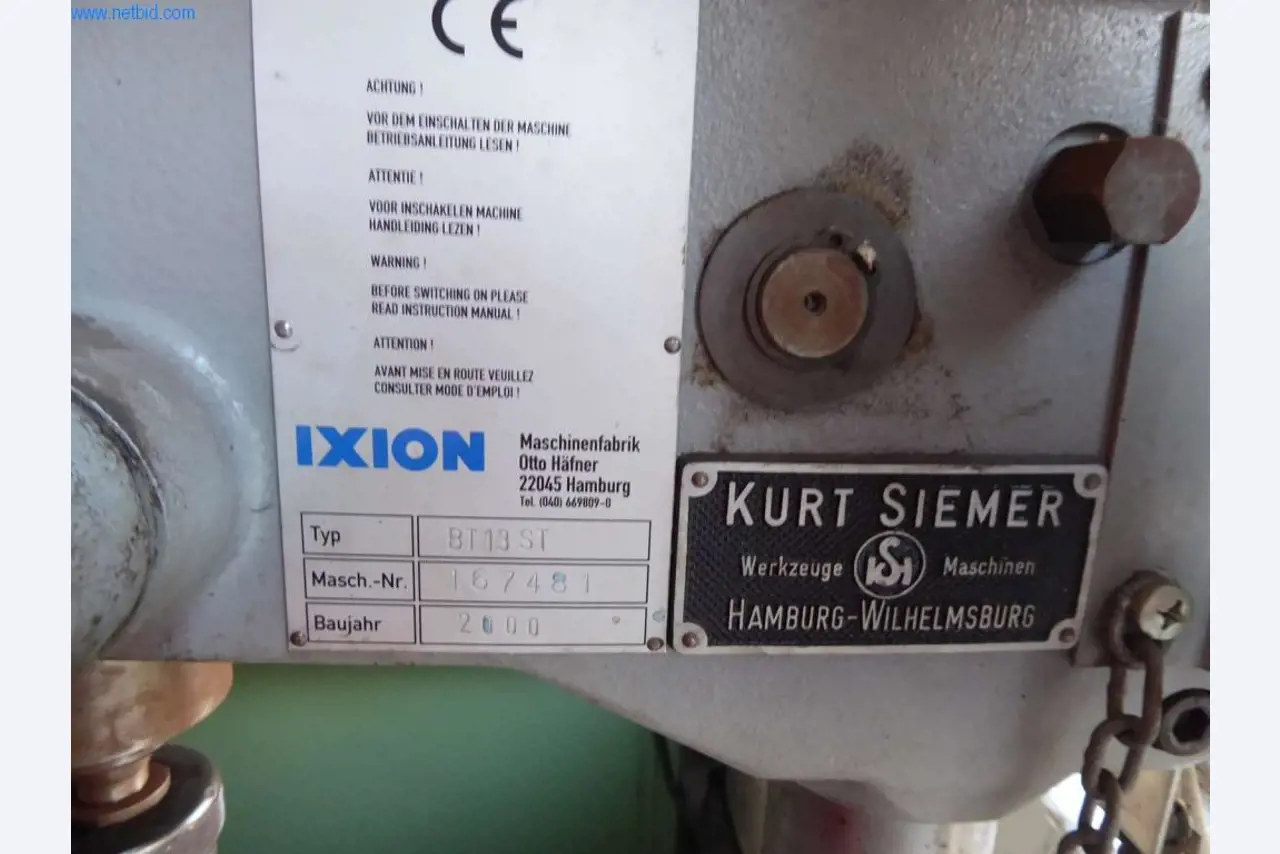 www.netbid.com
CE
ACHTUNG !
VOR DEM EINSCHALTEN DER MASCHINE
BETRIEBSANLEITUNG LESEN !
ATTENTIE !
VOOR INSCHAKELEN MACHINE
HANDLEIDING LEZEN !
WARNING !
BEFORE SWITCHING ON PLEASE
READ INSTRUCTION MANUAL !
ATTENTION !
AVANT MISE EN ROUTE VEUILLEZ
CONSULTER MODE D'EMPLOI !
IXION
Maschinenfabrik
Otto Häfner
22045 Hamburg
Tel. (040) 669809-0
Typ BT13ST
Masch.-Nr. 167481
Baujahr 2000
KURT SIEMER
Werkzeuge Maschinen
HAMBURG-WILHELMSBURG